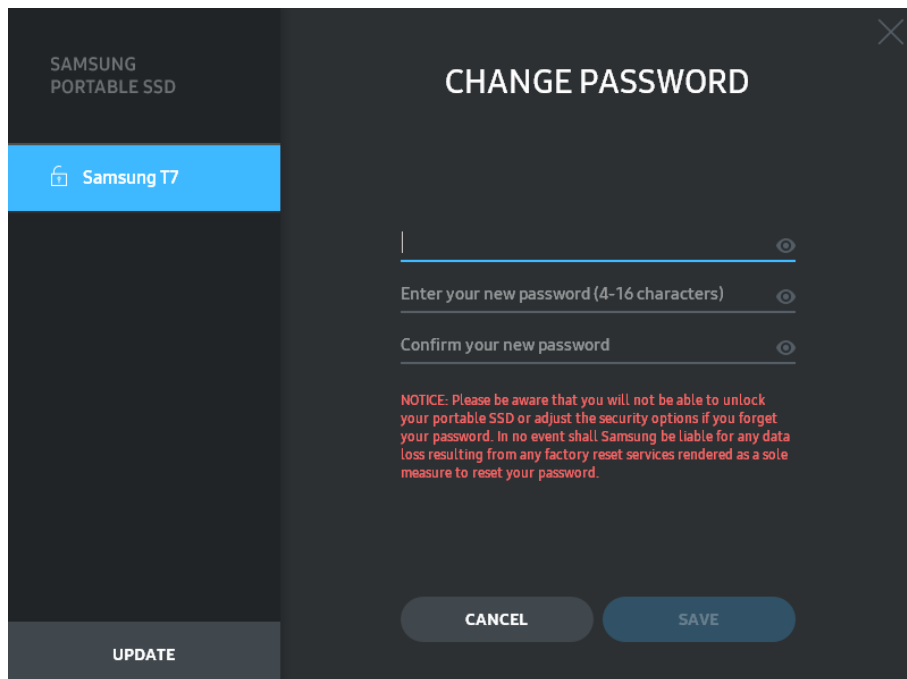 SAMSUNG
PORTABLE SSD
Samsung T7
UPDATE
CHANGE PASSWORD
Enter your new password (4-16 characters)
Confirm your new password
NOTICE: Please be aware that you will not be able to unlock
your portable SSD or adjust the security options if you forget
your password. In no event shall Samsung be liable for any data
loss resulting from any factory reset services rendered as a sole
measure to reset your password.
CANCEL
SAVE